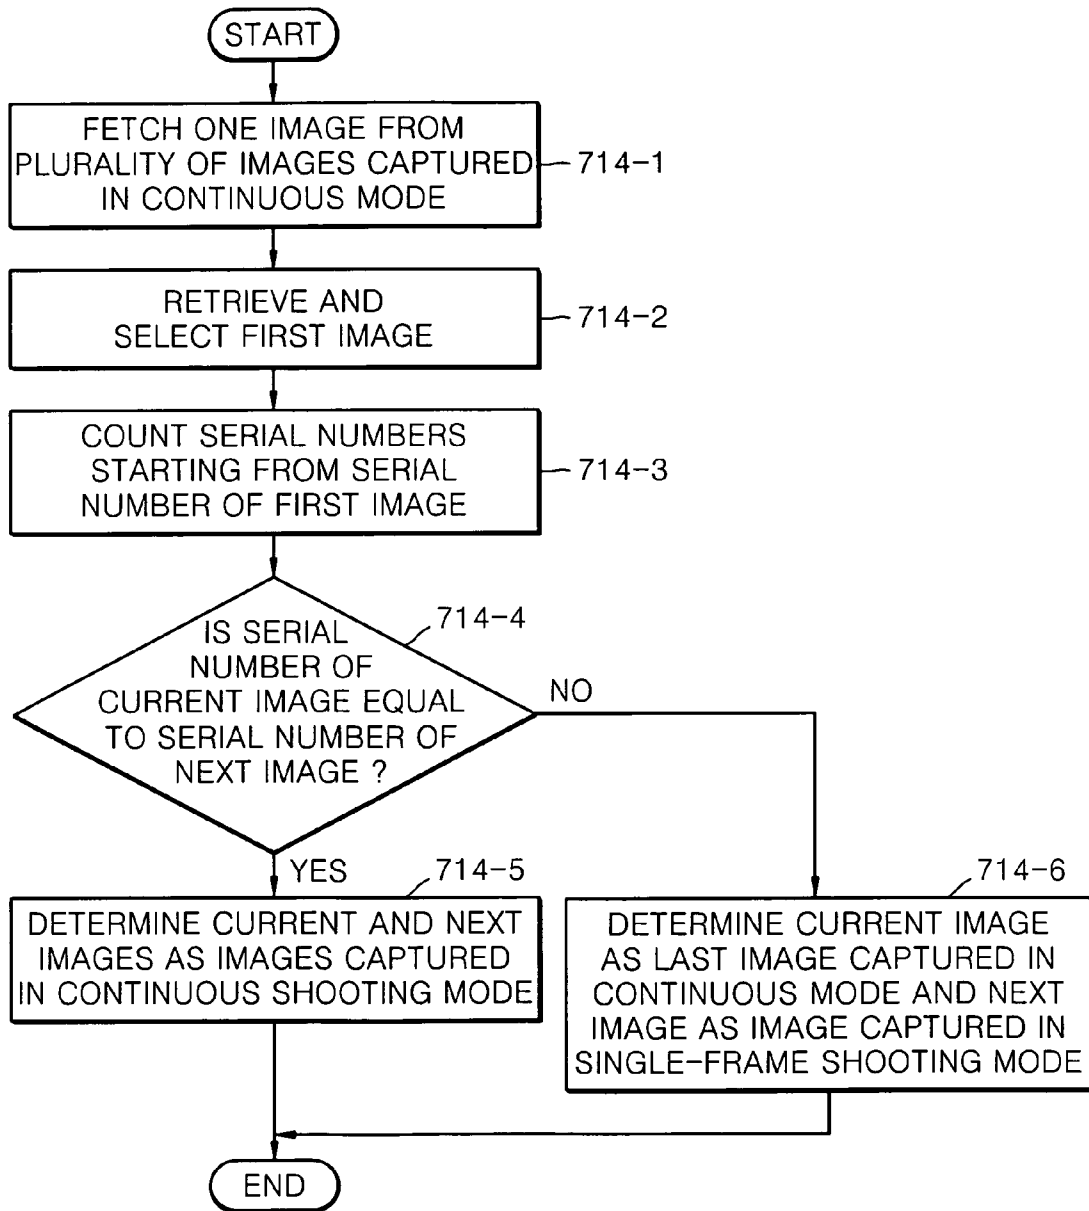 START
FETCH ONE IMAGE FROM
PLURALITY OF IMAGES CAPTURED
IN CONTINUOUS MODE
714-1
RETRIEVE AND
SELECT FIRST IMAGE
714-2
COUNT SERIAL NUMBERS
STARTING FROM SERIAL
NUMBER OF FIRST IMAGE
714-3
714-4
IS SERIAL
NUMBER OF
CURRENT IMAGE EQUAL
TO SERIAL NUMBER OF
NEXT IMAGE ?
NO
YES
714-5
DETERMINE CURRENT AND NEXT
IMAGES AS IMAGES CAPTURED
IN CONTINUOUS SHOOTING MODE
714-6
DETERMINE CURRENT IMAGE
AS LAST IMAGE CAPTURED IN
CONTINUOUS MODE AND NEXT
IMAGE AS IMAGE CAPTURED IN
SINGLE-FRAME SHOOTING MODE
END